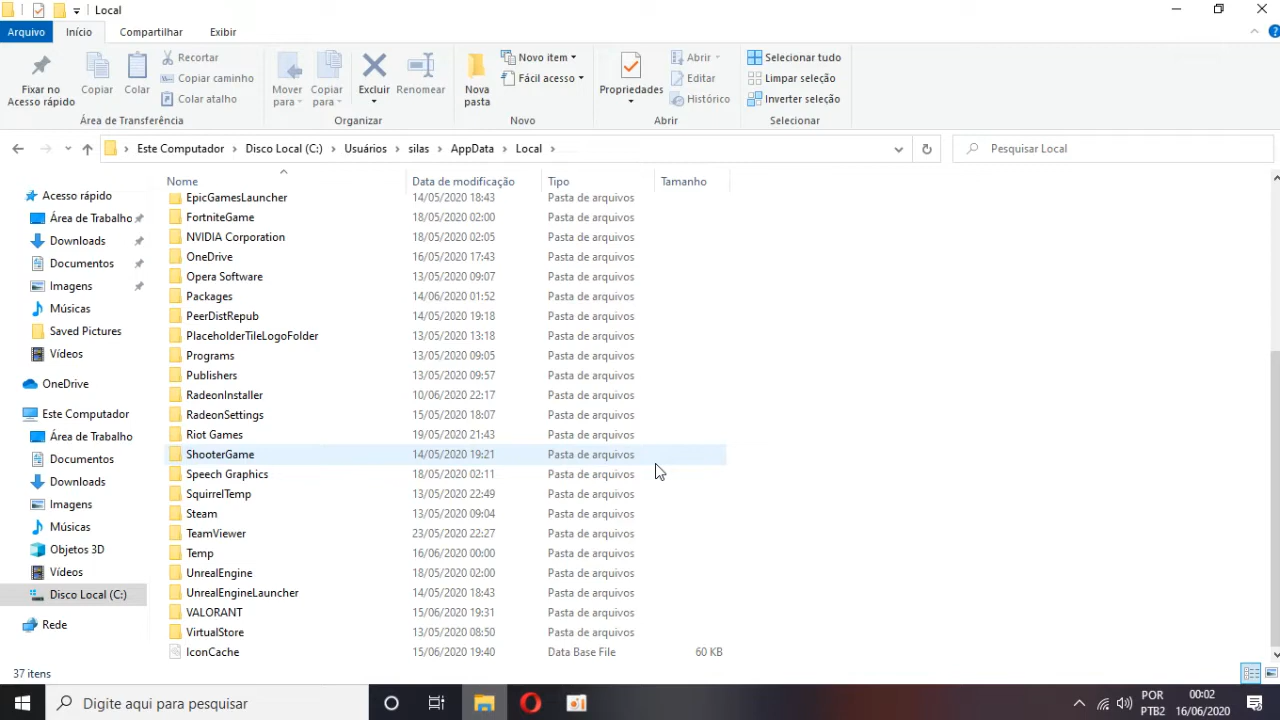 Local
Arquivo Início Compartilhar Exibir
Fixar no Acesso rápido
Copiar
Colar
Recortar
Copiar caminho
Colar atalho
Área de Transferência
Mover para
Copiar para
Excluir
Renomear
Organizar
Nova pasta
Novo item
Fácil acesso
Novo
Propriedades
Abrir
Editar
Histórico
Abrir
Selecionar tudo
Limpar seleção
Inverter seleção
Selecionar
Este Computador › Disco Local (C:) › Usuários › silas › AppData › Local ›
Pesquisar Local
Acesso rápido
Área de Trabalho
Downloads
Documentos
Imagens
Músicas
Saved Pictures
Vídeos
OneDrive
Este Computador
Área de Trabalho
Documentos
Downloads
Imagens
Músicas
Objetos 3D
Vídeos
Disco Local (C:)
Rede
Nome Data de modificação Tipo Tamanho
EpicGamesLauncher 14/05/2020 18:43 Pasta de arquivos
FortniteGame 18/05/2020 02:00 Pasta de arquivos
NVIDIA Corporation 18/05/2020 02:05 Pasta de arquivos
OneDrive 16/05/2020 17:43 Pasta de arquivos
Opera Software 13/05/2020 09:07 Pasta de arquivos
Packages 14/06/2020 01:52 Pasta de arquivos
PeerDistRepub 14/05/2020 19:18 Pasta de arquivos
PlaceholderTileLogoFolder 13/05/2020 13:18 Pasta de arquivos
Programs 13/05/2020 09:05 Pasta de arquivos
Publishers 13/05/2020 09:57 Pasta de arquivos
RadeonInstaller 10/06/2020 22:17 Pasta de arquivos
RadeonSettings 15/05/2020 18:07 Pasta de arquivos
Riot Games 19/05/2020 21:43 Pasta de arquivos
ShooterGame 14/05/2020 19:21 Pasta de arquivos
Speech Graphics 18/05/2020 02:11 Pasta de arquivos
SquirrelTemp 13/05/2020 22:49 Pasta de arquivos
Steam 13/05/2020 09:04 Pasta de arquivos
TeamViewer 23/05/2020 22:27 Pasta de arquivos
Temp 16/06/2020 00:00 Pasta de arquivos
UnrealEngine 18/05/2020 02:00 Pasta de arquivos
UnrealEngineLauncher 14/05/2020 18:43 Pasta de arquivos
VALORANT 15/06/2020 19:31 Pasta de arquivos
VirtualStore 13/05/2020 08:50 Pasta de arquivos
IconCache 15/06/2020 19:40 Data Base File 60 KB
37 itens
Digite aqui para pesquisar
POR
PTB2
00:02
16/06/2020